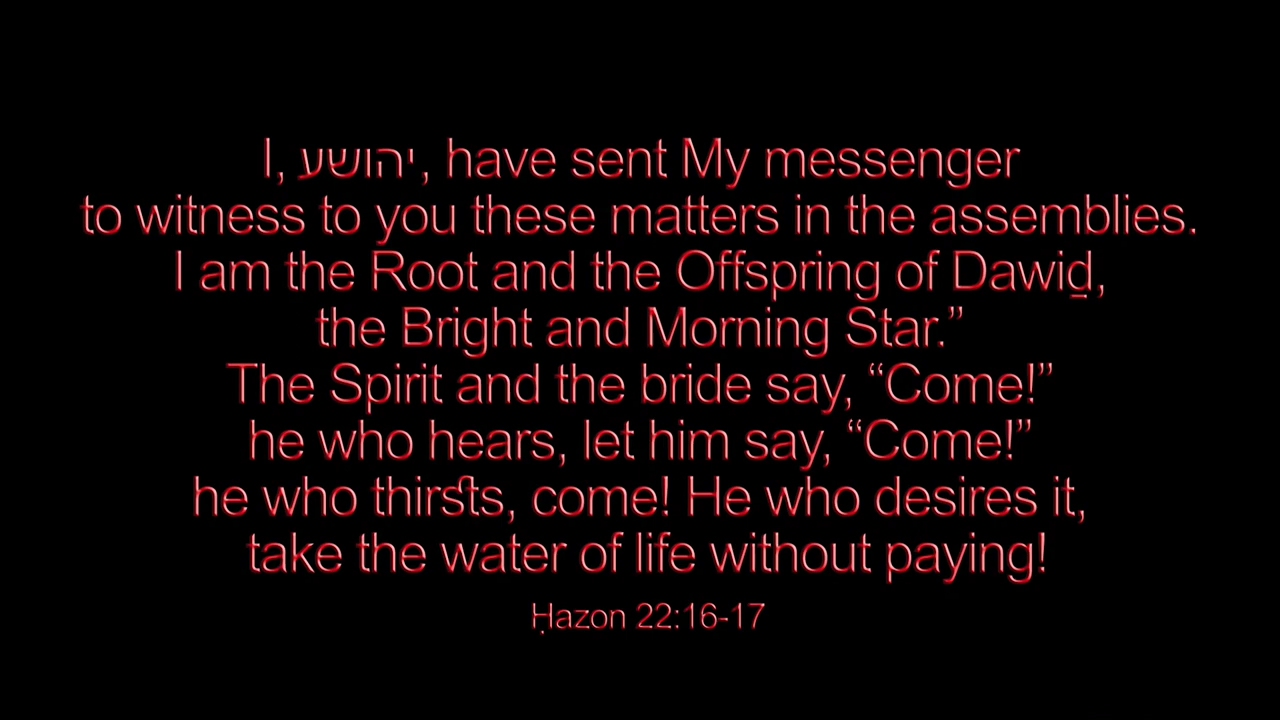 I, יהושע, have sent My messenger
to witness to you these matters in the assemblies.
I am the Root and the Offspring of Dawiḏ,
the Bright and Morning Star.”
The Spirit and the bride say, “Come!”
he who hears, let him say, “Come!”
he who thirsts, come! He who desires it,
take the water of life without paying!
Ḥazon 22:16-17